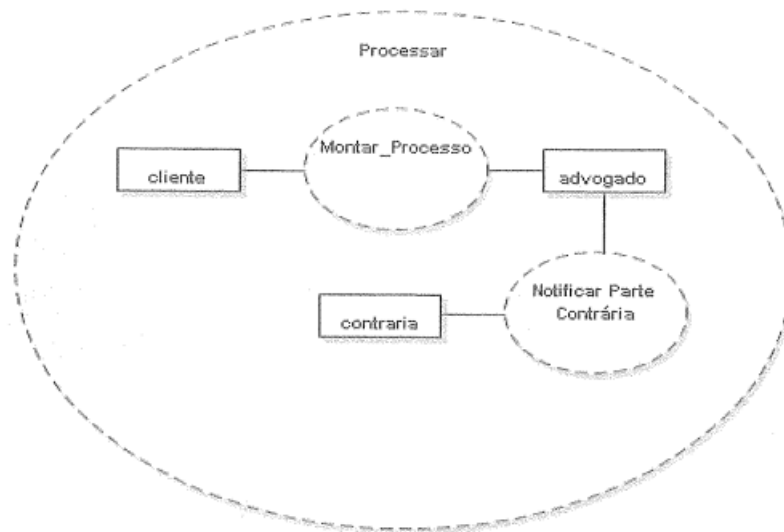 Processar
Montar_Processo
cliente
advogado
Notificar Parte
Contrária
contraria